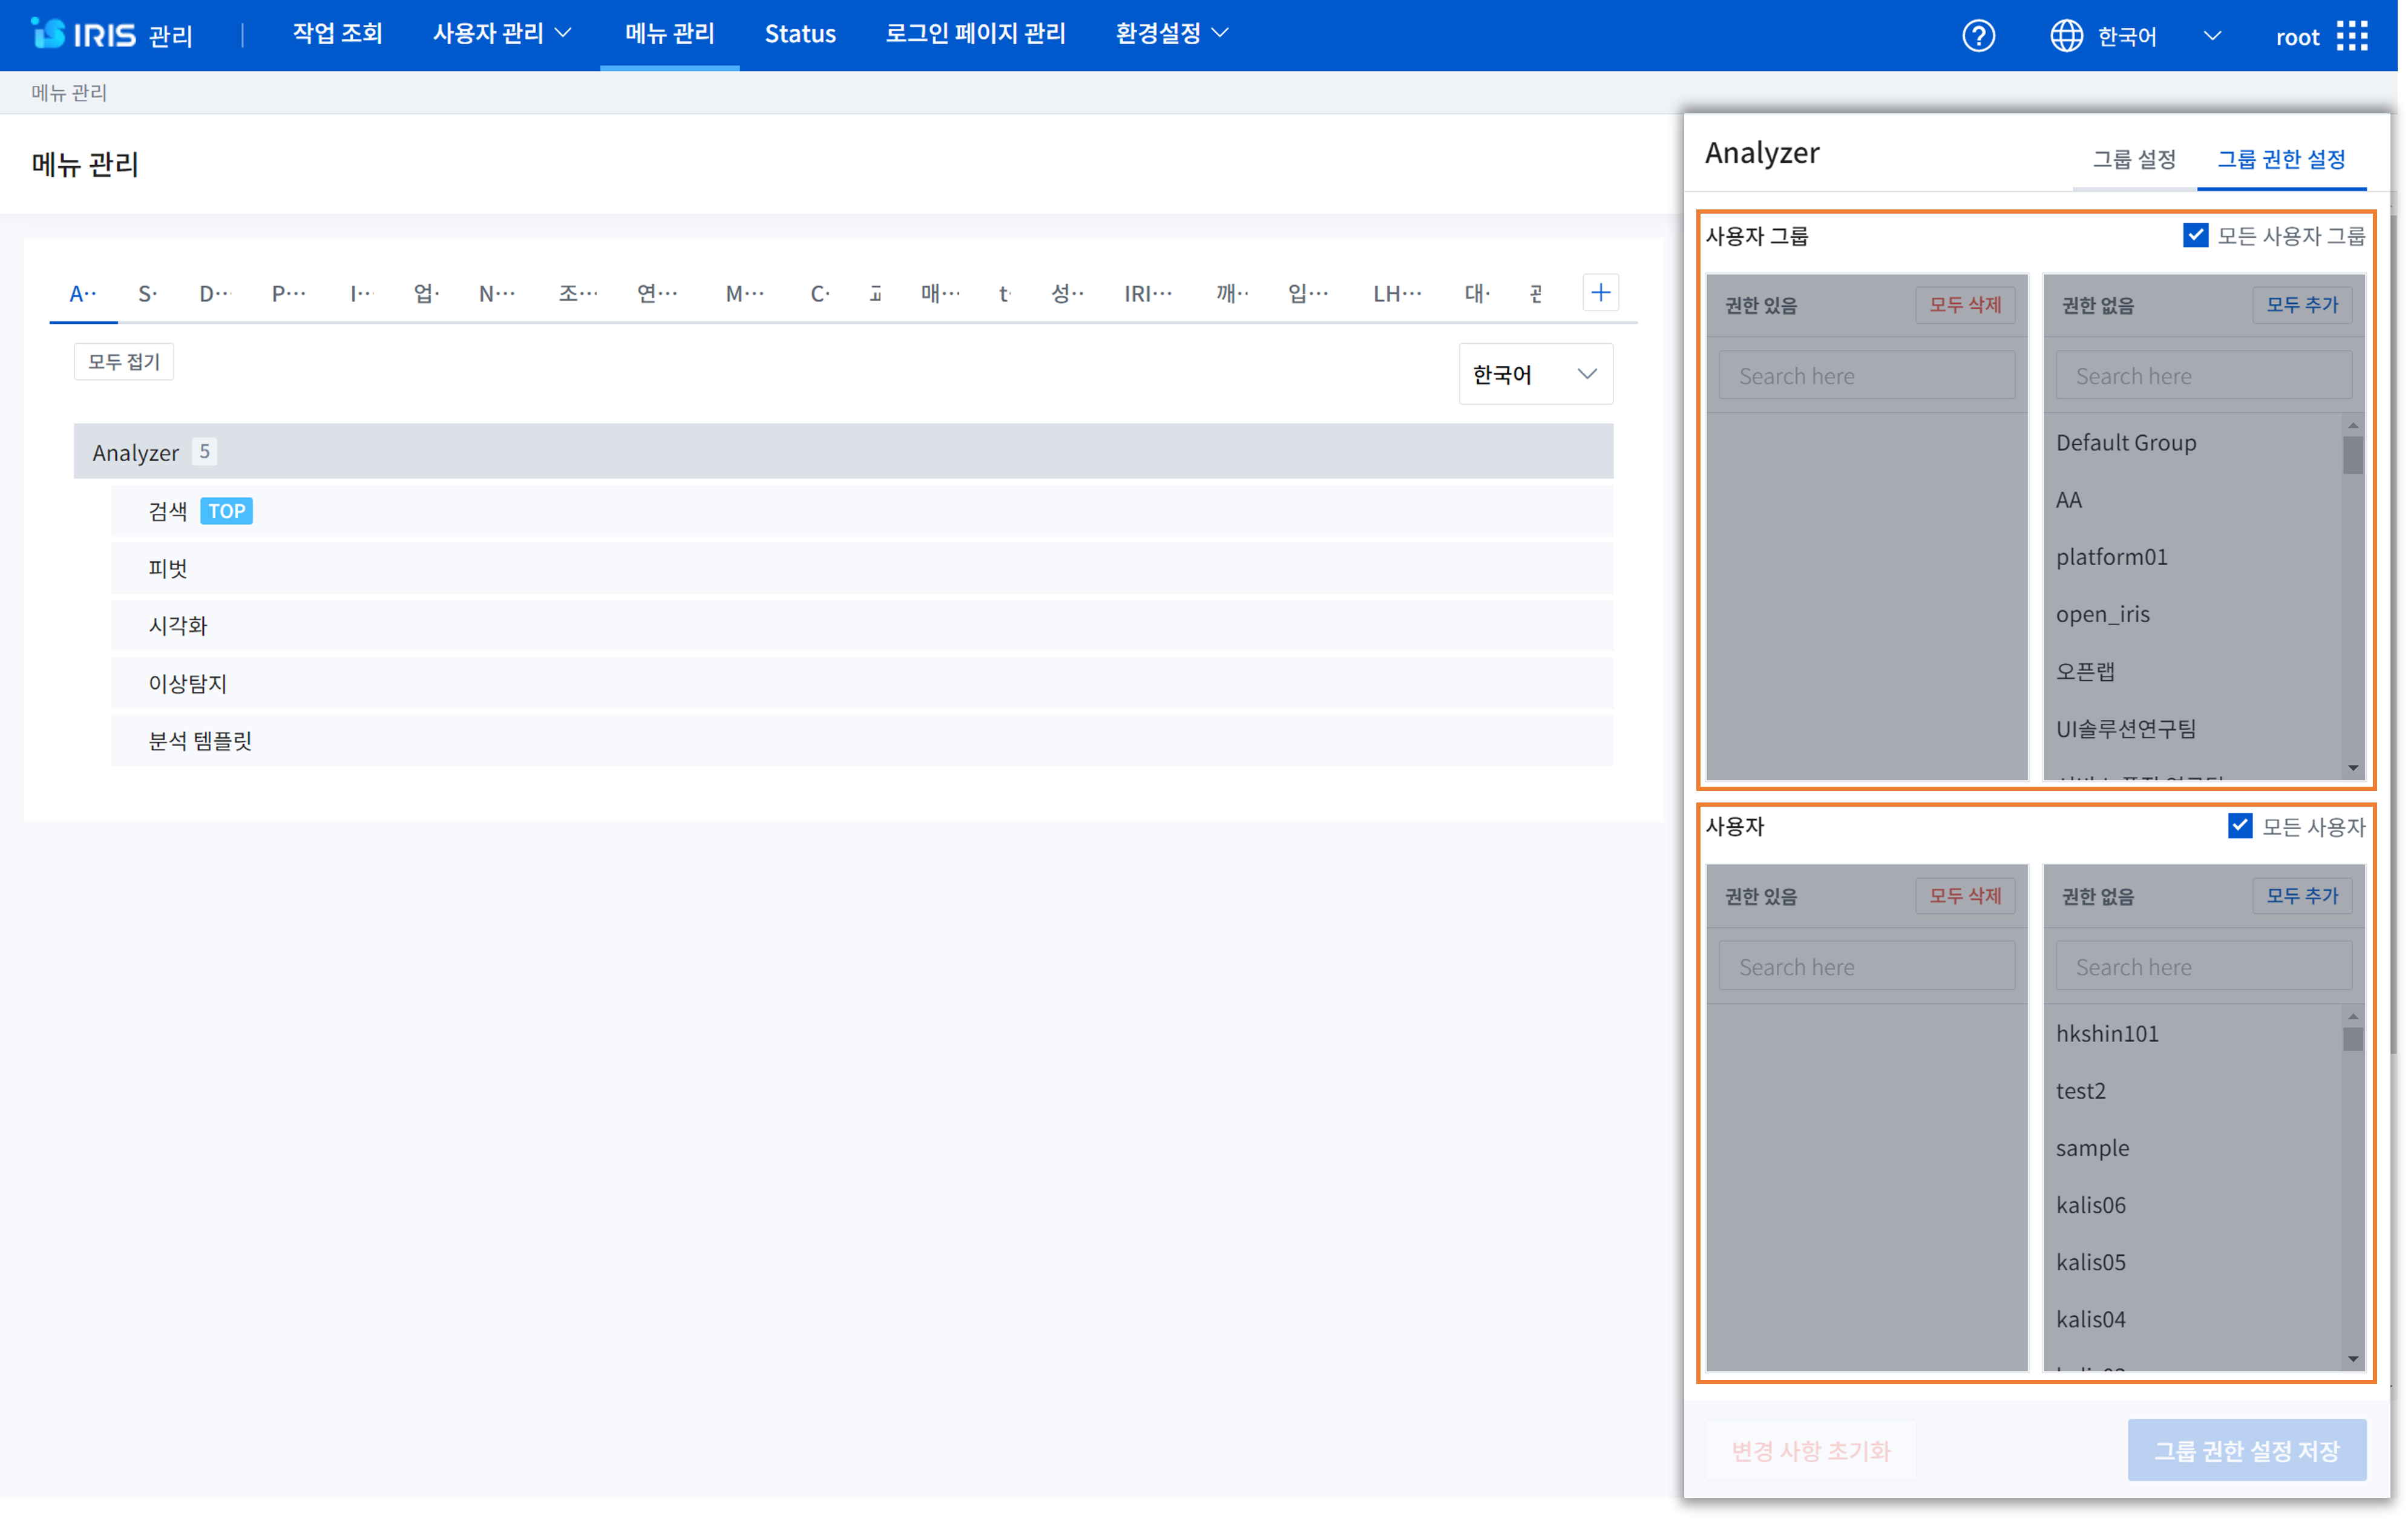 IRIS 관리
작업 조회
사용자 관리
메뉴 관리
Status
로그인 페이지 관리
환경설정
한국어
root
메뉴 관리
메뉴 관리
A··
S·
D···
P···
I···
업·
N···
조···
연···
M···
C·
매···
t·
성··
IRI···
깨··
입···
LH···
대·
+
모두 접기
한국어
Analyzer 5
검색 TOP
피벗
시각화
이상탐지
분석 템플릿
Analyzer
그룹 설정
그룹 권한 설정
사용자 그룹
모든 사용자 그룹
권한 있음
모두 삭제
Search here
권한 없음
모두 추가
Search here
Default Group
AA
platform01
open_iris
오픈랩
UI솔루션연구팀
사용자
모든 사용자
권한 있음
모두 삭제
Search here
권한 없음
모두 추가
Search here
hkshin101
test2
sample
kalis06
kalis05
kalis04
변경 사항 초기화
그룹 권한 설정 저장